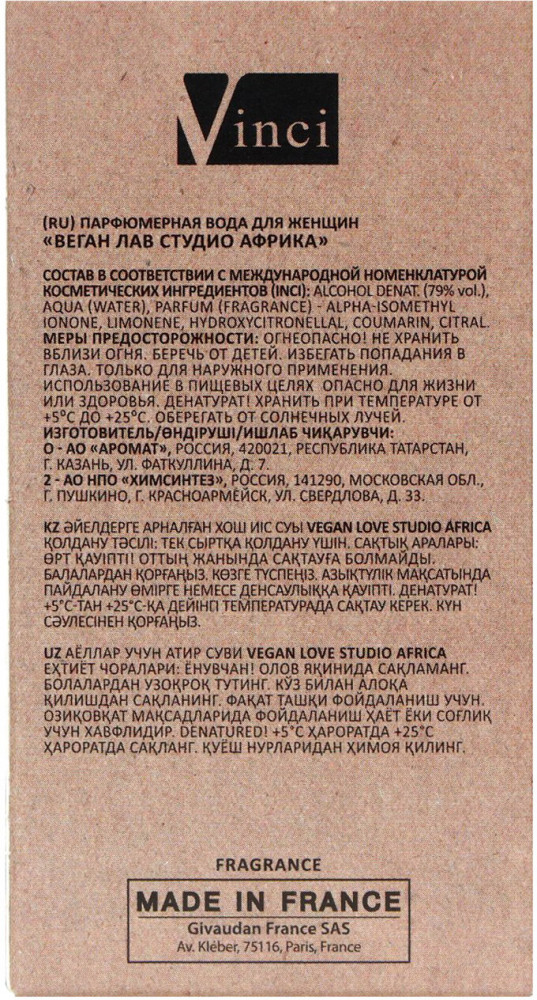 Vinci
(RU) ПАРФЮМЕРНАЯ ВОДА ДЛЯ ЖЕНЩИН
«ВЕГАН ЛАВ СТУДИО АФРИКА»
СОСТАВ В СООТВЕТСТВИИ С МЕЖДУНАРОДНОЙ НОМЕНКЛАТУРОЙ
КОСМЕТИЧЕСКИХ ИНГРЕДИЕНТОВ (INCI): ALCOHOL DENAT. (79% vol.),
AQUA (WATER), PARFUM (FRAGRANCE) - ALPHA-ISOMETHYL
IONONE, LIMONENE, HYDROXYCITRONELLAL, COUMARIN, CITRAL.
МЕРЫ ПРЕДОСТОРОЖНОСТИ: ОГНЕОПАСНО! НЕ ХРАНИТЬ
ВБЛИЗИ ОГНЯ. БЕРЕЧЬ ОТ ДЕТЕЙ. ИЗБЕГАТЬ ПОПАДАНИЯ В
ГЛАЗА. ТОЛЬКО ДЛЯ НАРУЖНОГО ПРИМЕНЕНИЯ.
ИСПОЛЬЗОВАНИЕ В ПИЩЕВЫХ ЦЕЛЯХ ОПАСНО ДЛЯ ЖИЗНИ
ИЛИ ЗДОРОВЬЯ. ДЕНАТУРАТ! ХРАНИТЬ ПРИ ТЕМПЕРАТУРЕ ОТ
+5°С ДО +25°С. ОБЕРЕГАТЬ ОТ СОЛНЕЧНЫХ ЛУЧЕЙ.
ИЗГОТОВИТЕЛЬ/ӨНДІРУШІ/ИШЛАБ ЧИҚАРУВЧИ:
О - АО «АРОМАТ», РОССИЯ, 420021, РЕСПУБЛИКА ТАТАРСТАН,
Г. КАЗАНЬ, УЛ. ФАТКУЛЛИНА, Д. 7.
2 - АО НПО «ХИМСИНТЕЗ», РОССИЯ, 141290, МОСКОВСКАЯ ОБЛ.,
Г. ПУШКИНО, Г. КРАСНОАРМЕЙСК, УЛ. СВЕРДЛОВА, Д. 33.
KZ ӘЙЕЛДЕРГЕ АРНАЛҒАН ХОШ ИІС СУЫ VEGAN LOVE STUDIO AFRICA
ҚОЛДАНУ ТӘСІЛІ: ТЕК СЫРТҚА ҚОЛДАНУ ҮШІН. САҚТЫҚ АРАЛАРЫ:
ӨРТ ҚАУІПТІ! ОТТЫҢ ЖАНЫНДА САҚТАУҒА БОЛМАЙДЫ.
БАЛАЛАРДАН ҚОРҒАҢЫЗ. КӨЗГЕ ТҮСПЕҢІЗ. АЗЫҚТҮЛІК МАҚСАТЫНДА
ПАЙДАЛАНУ ӨМІРГЕ НЕМЕСЕ ДЕНСАУЛЫҚҚА ҚАУІПТІ. ДЕНАТУРАТ!
+5°С-ТАН +25°С-ҚА ДЕЙІНГІ ТЕМПЕРАТУРАДА САҚТАУ КЕРЕК. КҮН
СӘУЛЕСІНЕН ҚОРҒАҢЫЗ.
UZ АЁЛЛАР УЧУН АТИР СУВИ VEGAN LOVE STUDIO AFRICA
ЕҲТИЁТ ЧОРАЛАРИ: ЁНУВЧАН! ОЛОВ ЯҚИНИДА САҚЛАМАНГ.
БОЛАЛАРДАН УЗОҚРОҚ ТУТИНГ. КЎЗ БИЛАН АЛОҚА
ҚИЛИШДАН САҚЛАНИНГ. ФАҚАТ ТАШҚИ ФОЙДАЛАНИШ УЧУН.
ОЗИҚОВҚАТ МАҚСАДЛАРИДА ФОЙДАЛАНИШ ҲАЁТ ЁКИ СОҒЛИҚ
УЧУН ХАВФЛИДИР. DENATURED! +5°C ҲАРОРАТДА +25°C
ҲАРОРАТДА САҚЛАНГ. ҚУЁШ НУРЛАРИДАН ҲИМОЯ ҚИЛИНГ.
FRAGRANCE
MADE IN FRANCE
Givaudan France SAS
Av. Kléber, 75116, Paris, France